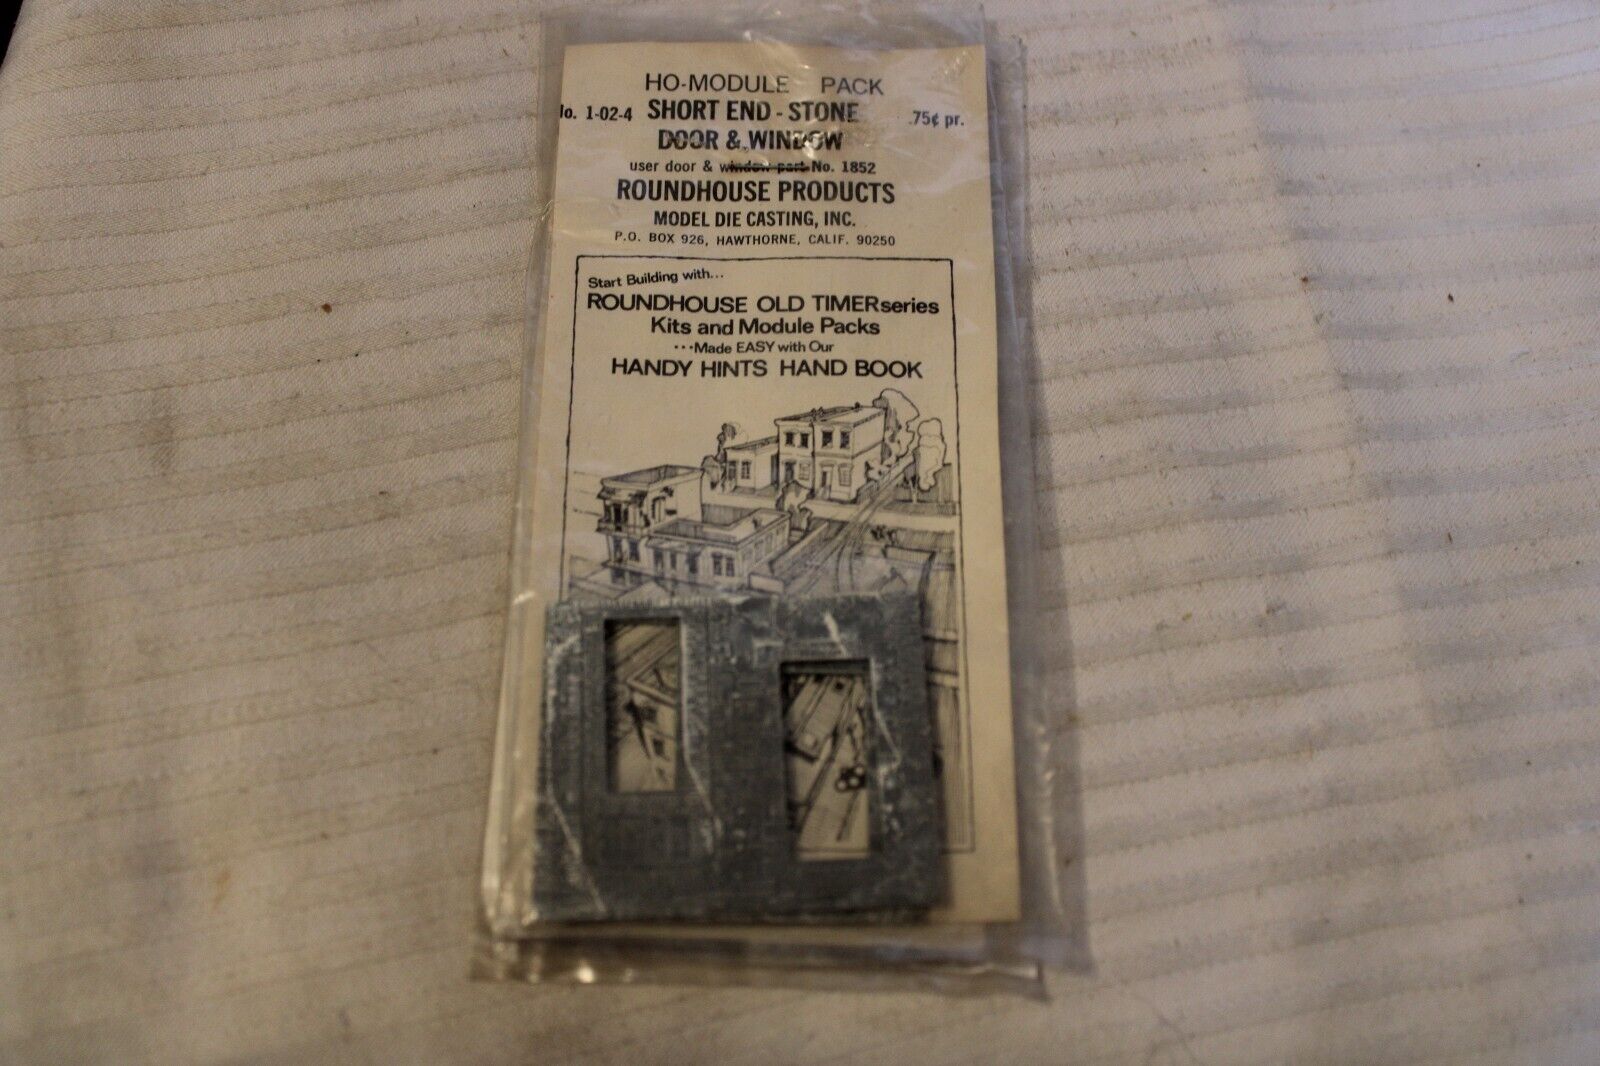 HO-MODULE PACK
lo. 1-02-4 SHORT END - STONE .75¢ pr.
DOOR & WINDOW
user door & window part No. 1852
ROUNDHOUSE PRODUCTS
MODEL DIE CASTING, INC.
P.O. BOX 926, HAWTHORNE, CALIF. 90250
Start Building with...
ROUNDHOUSE OLD TIMERseries
Kits and Module Packs
...Made EASY with Our
HANDY HINTS HAND BOOK